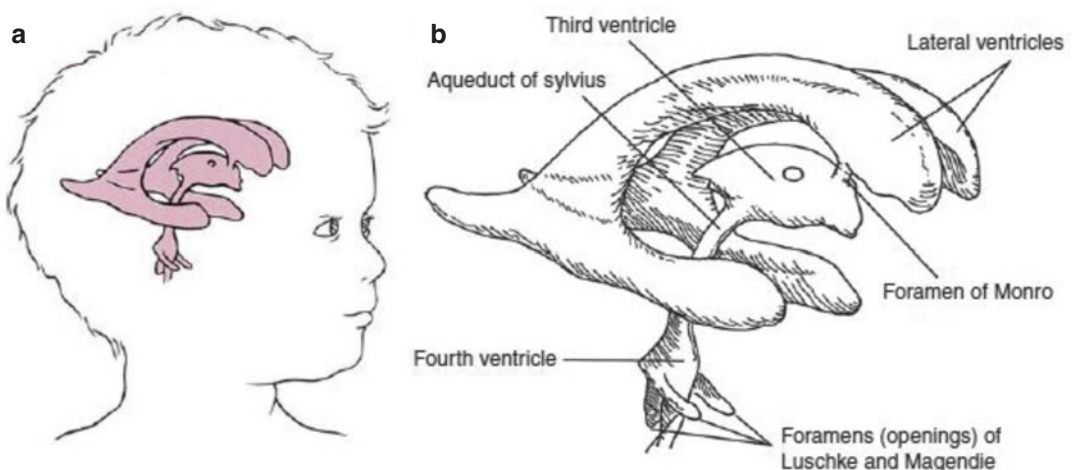 a
b
Third ventricle
Lateral ventricles
Aqueduct of sylvius
Foramen of Monro
Fourth ventricle
Foramens (openings) of
Luschke and Magendie